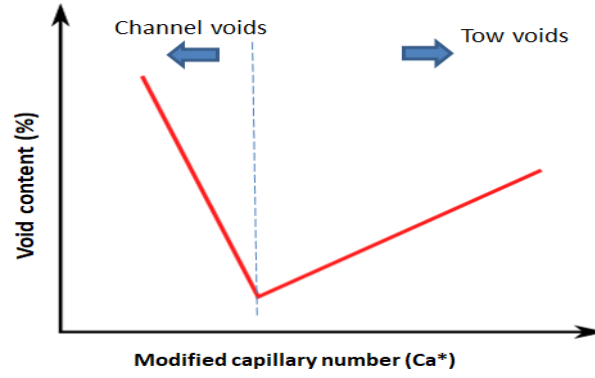 Channel voids
Tow voids
Void content (%)
Modified capillary number (Ca*)